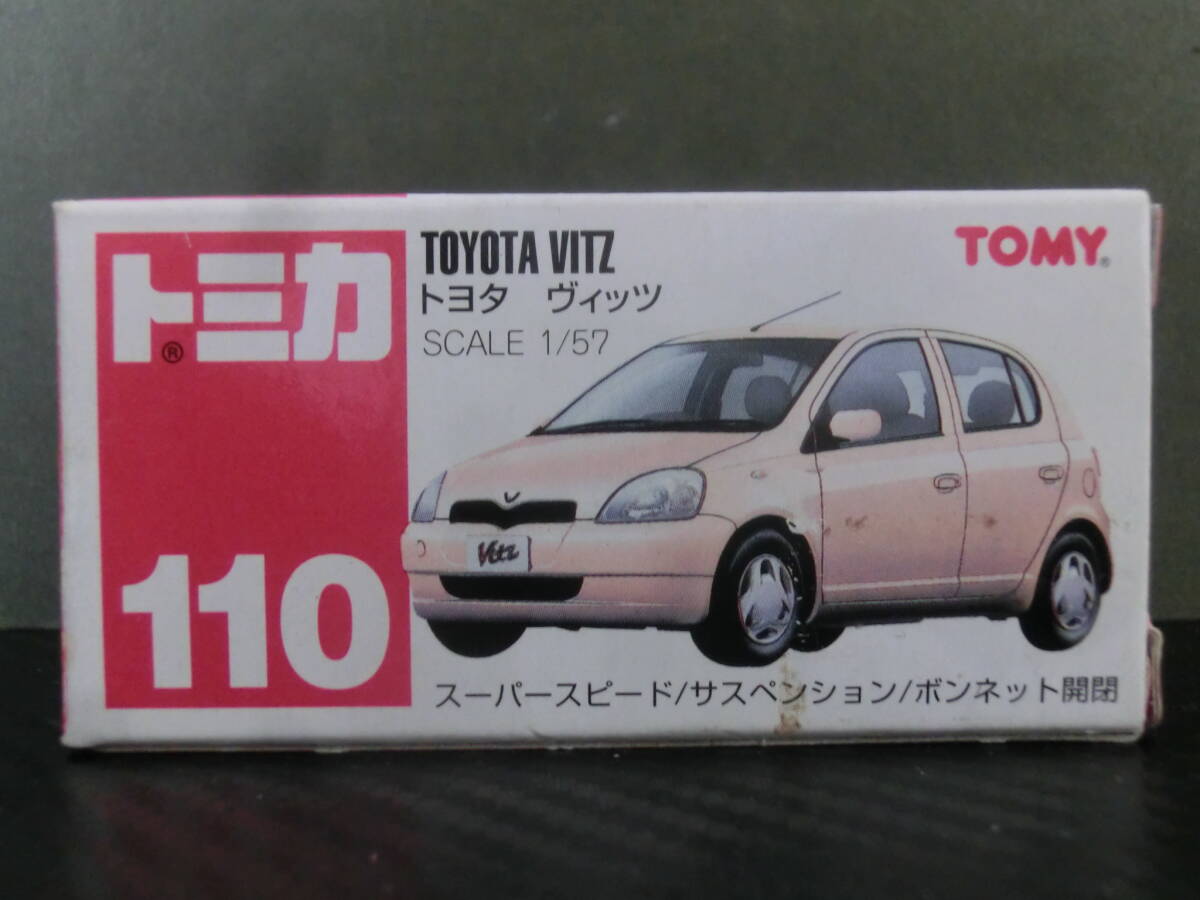 トミカ®
110
TOYOTA VITZ
トヨタ ヴィッツ
SCALE 1/57
TOMY®
Vitz
スーパースピード/サスペンション/ボンネット開閉